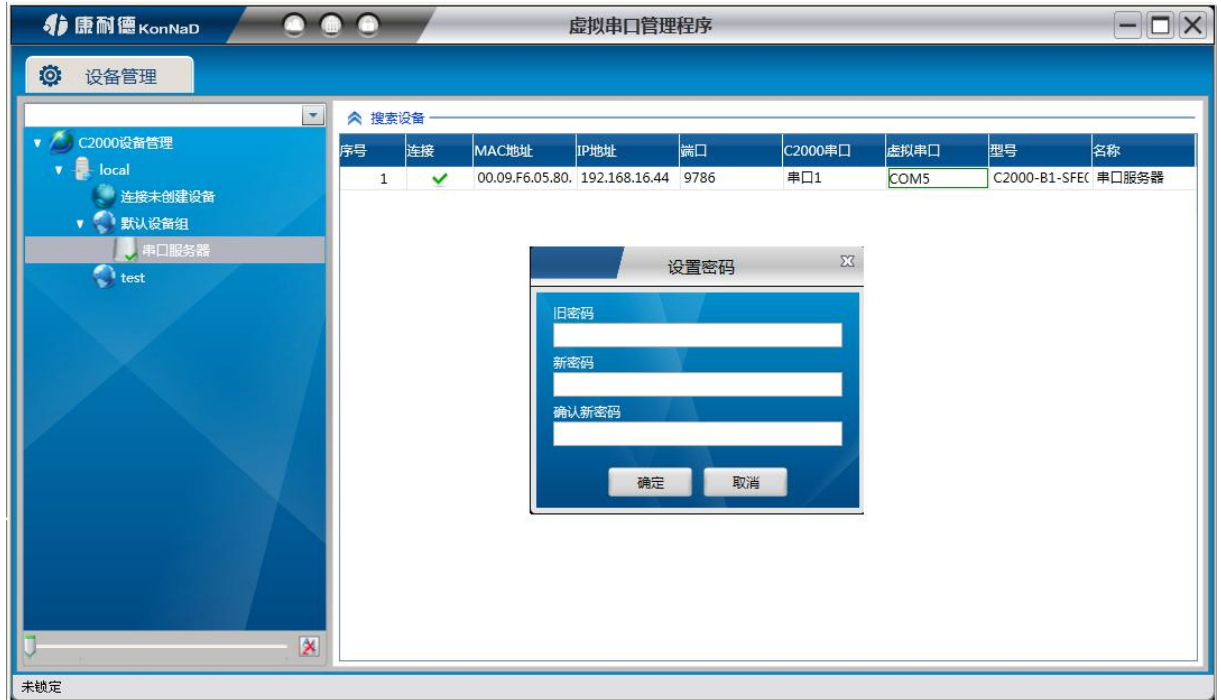 康耐德 KonNaD
虚拟串口管理程序
设备管理
C2000设备管理
local
连接未创建设备
默认设备组
串口服务器
test
搜索设备
序号 连接 MAC地址 IP地址 端口 C2000串口 虚拟串口 型号 名称
1 00.09.F6.05.80. 192.168.16.44 9786 串口1 COM5 C2000-B1-SFE( 串口服务器
设置密码
旧密码
新密码
确认新密码
确定 取消
未锁定